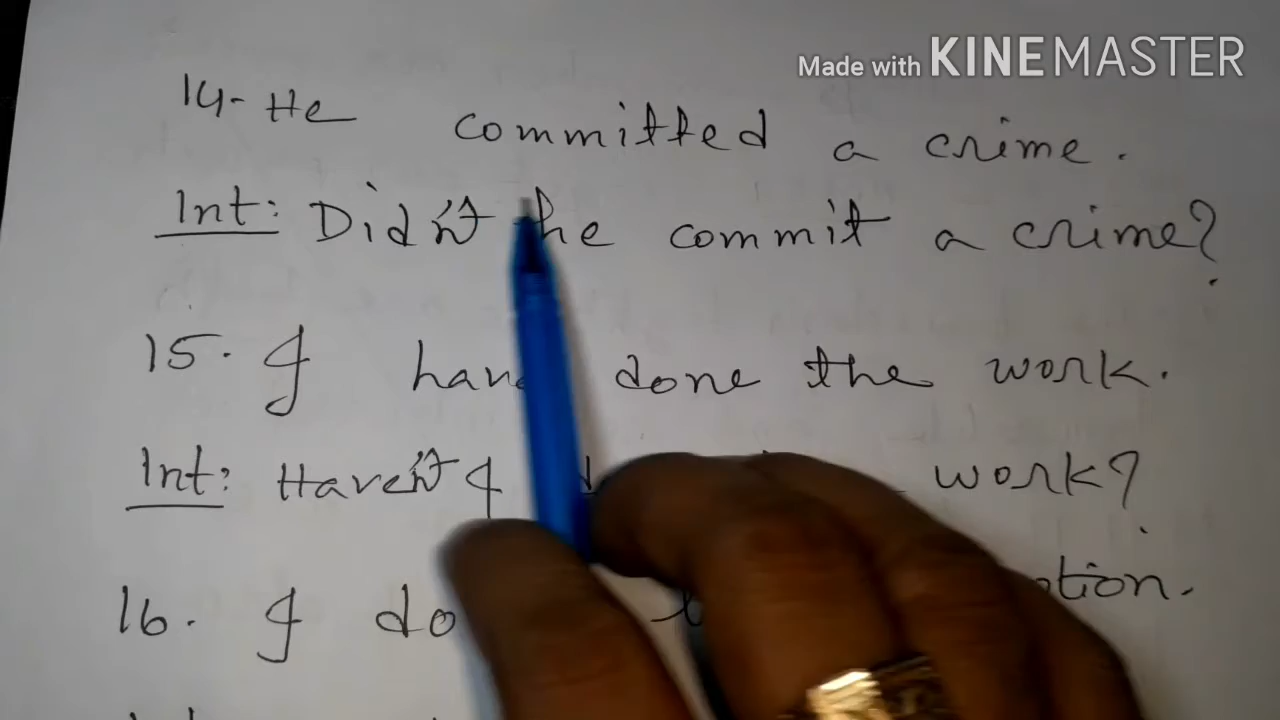 Made with KINEMASTER
14- He committed a crime.
Int: Didn't he commit a crime?
15. I have done the work.
Int: Haven't I work?
16. I do